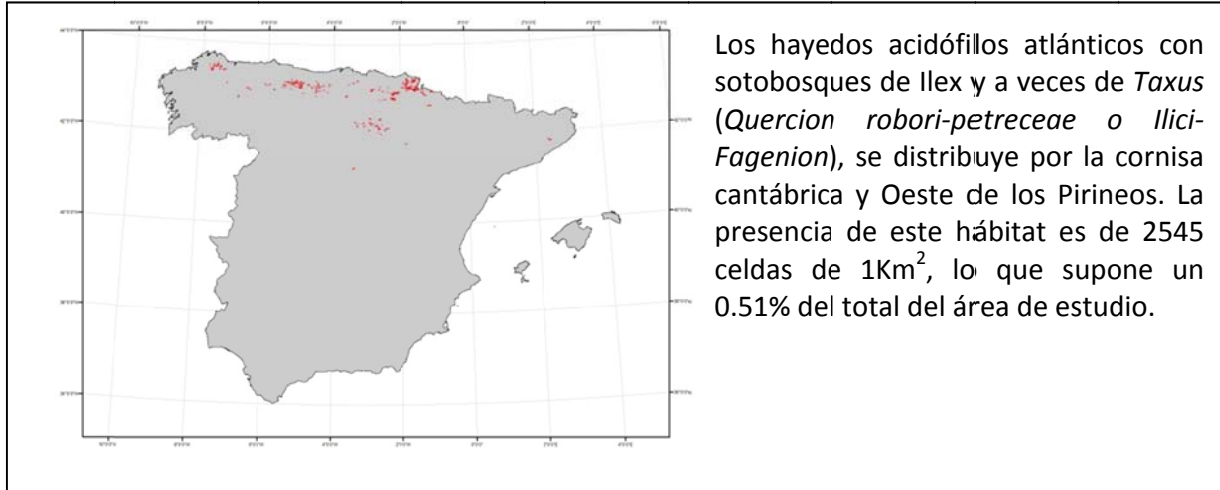 Los hayedos acidófillos atlánticos con
sotobosques de Ilex y a veces de Taxus
(Quercion robori-petreceae o Ilici-
Fagenion), se distribuye por la cornisa
cantábrica y Oeste de los Pirineos. La
presencia de este hábitat es de 2545
celdas de 1Km², lo que supone un
0.51% del total del área de estudio.